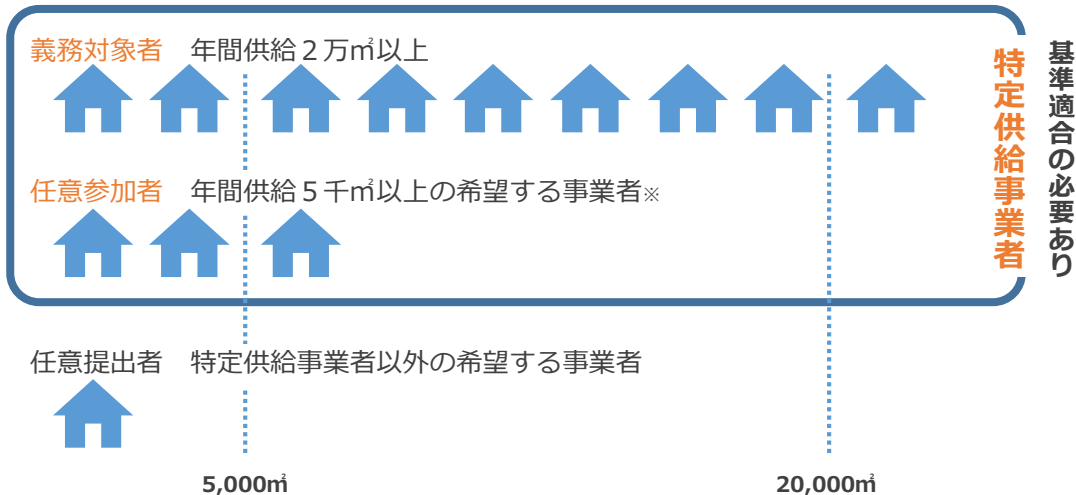 義務対象者 年間供給２万㎡以上
任意参加者 年間供給５千㎡以上の希望する事業者※
特定供給事業者
基準適合の必要あり
任意提出者 特定供給事業者以外の希望する事業者
5,000㎡
20,000㎡